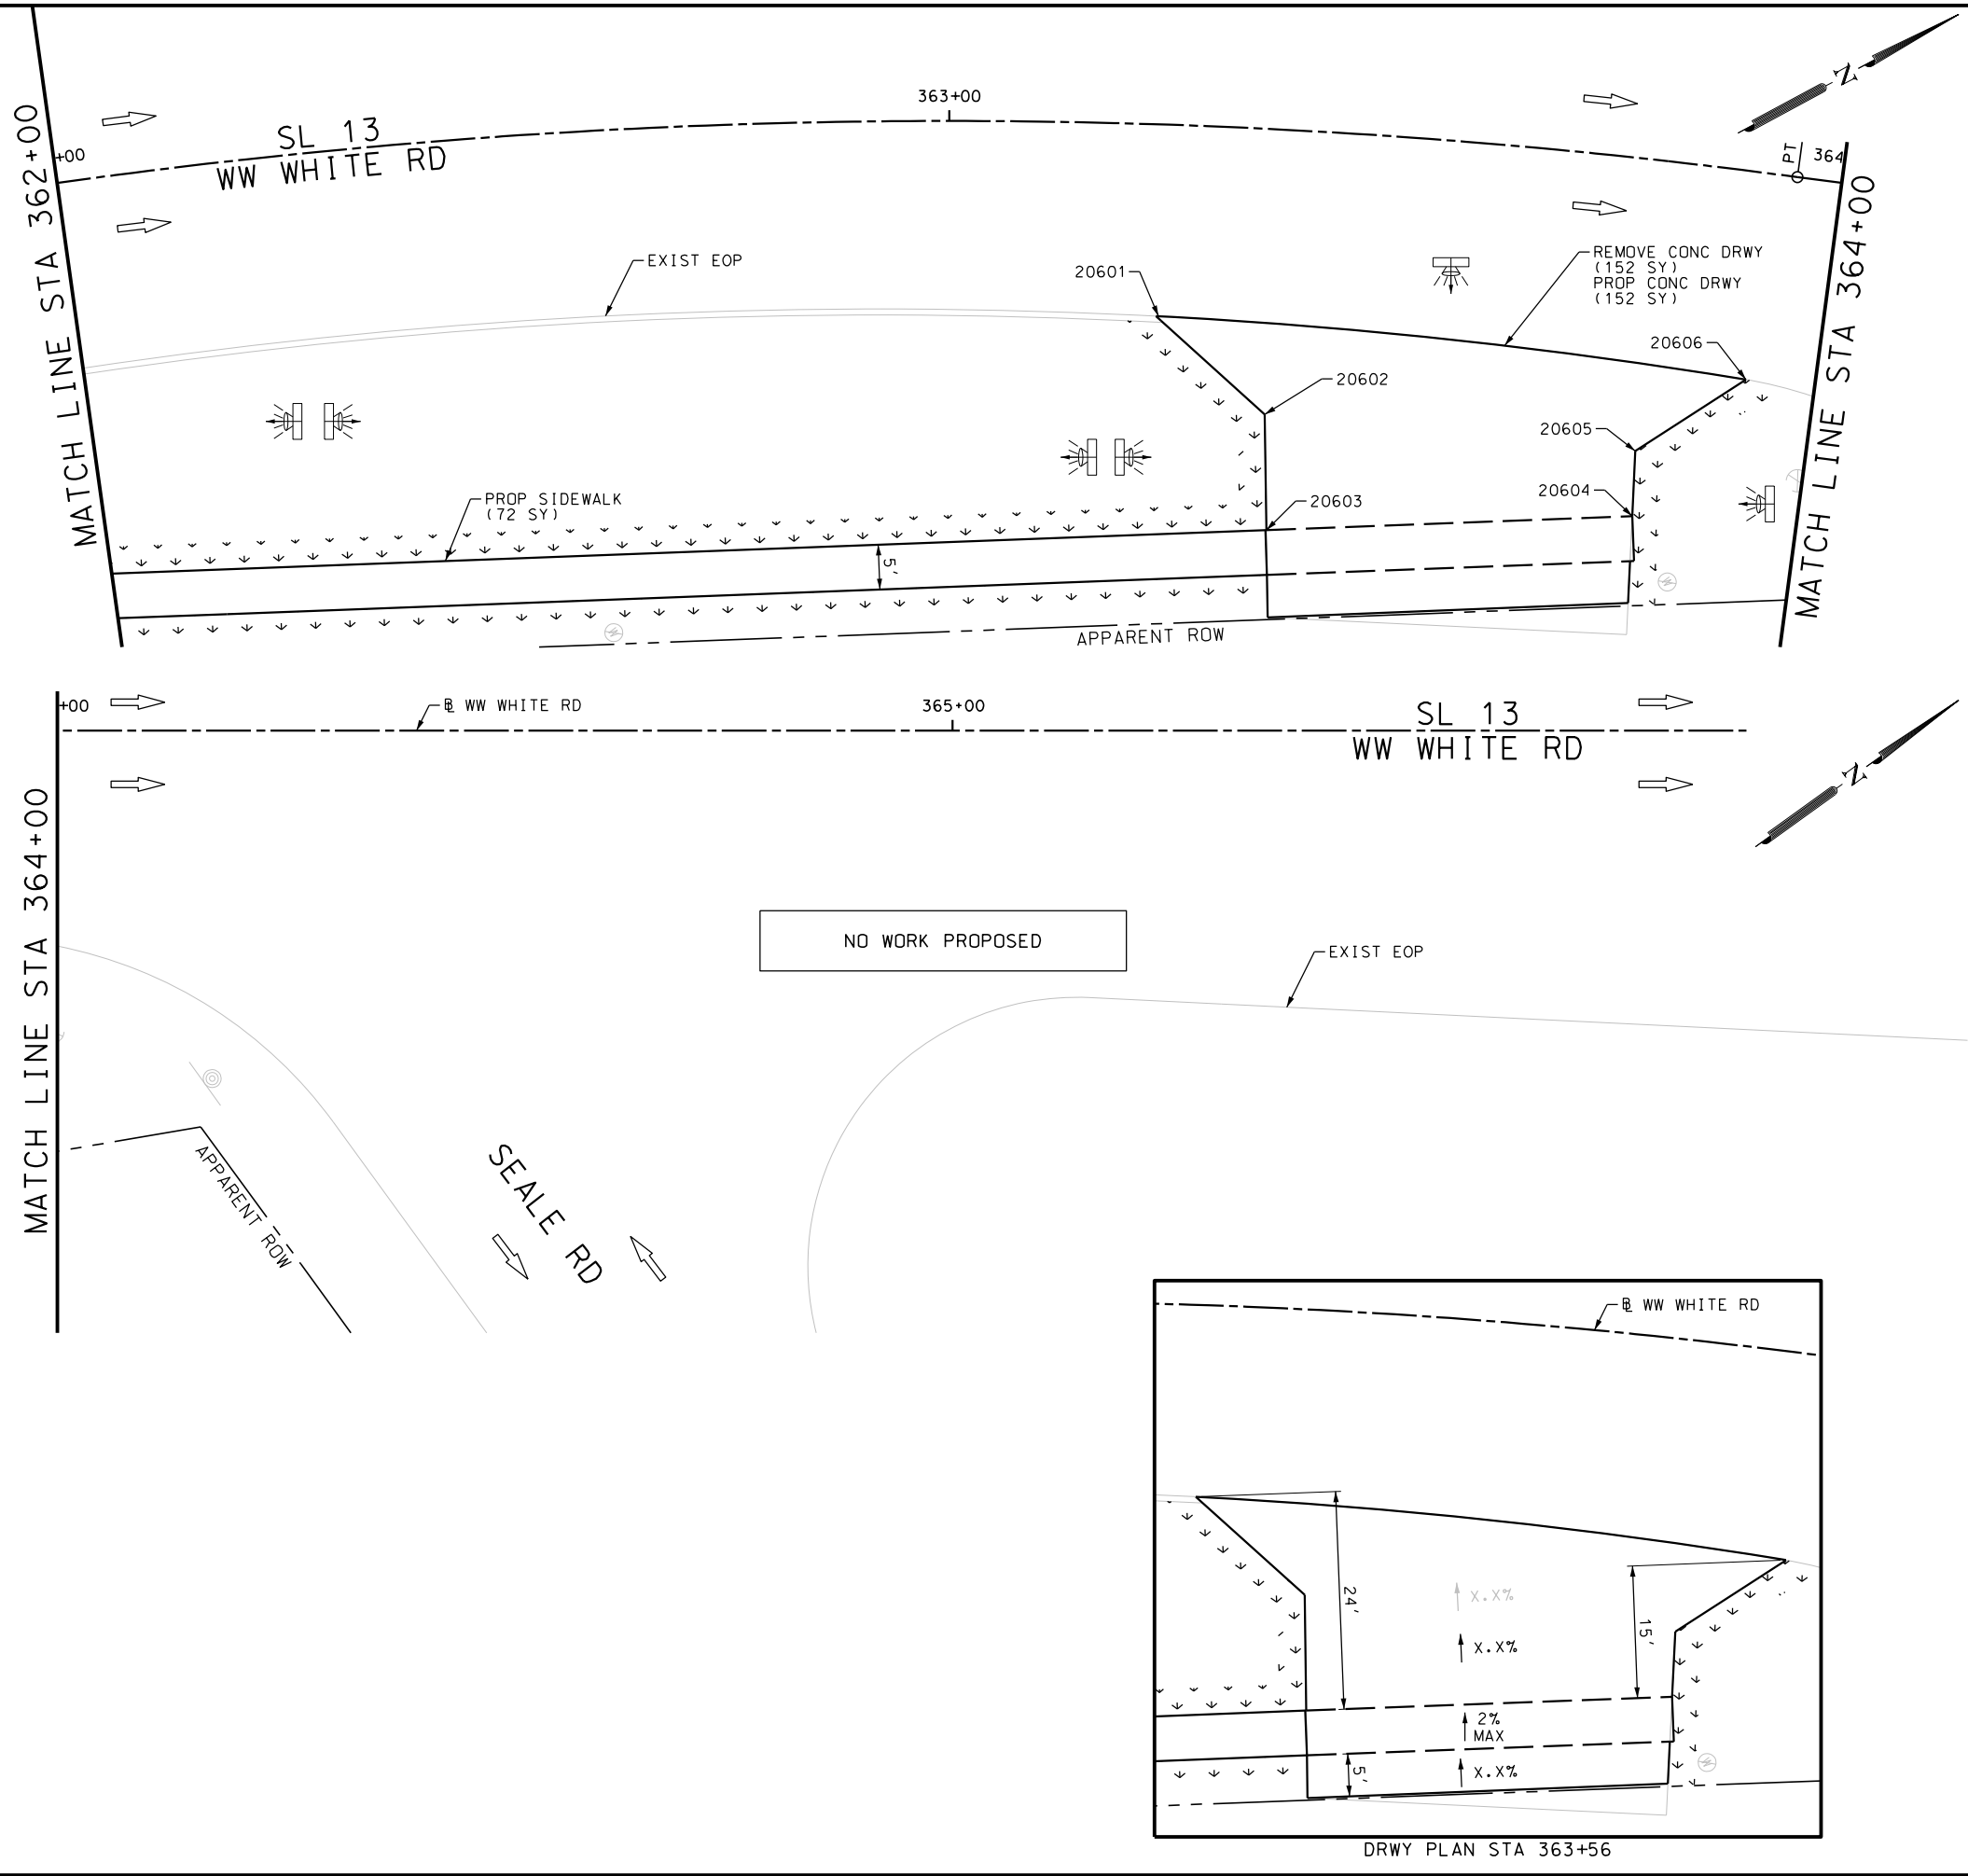 MATCH LINE STA 362+00
+00
SL 13
WW WHITE RD
363+00
N
PT
364
MATCH LINE STA 364+00
EXIST EOP
20601
REMOVE CONC DRWY
(152 SY)
PROP CONC DRWY
(152 SY)
20606
20602
20605
20604
20603
PROP SIDEWALK
(72 SY)
5'
APPARENT ROW
+00
MATCH LINE STA 364+00
BL WW WHITE RD
365+00
SL 13
WW WHITE RD
N
NO WORK PROPOSED
EXIST EOP
APPARENT ROW
SEALE RD
BL WW WHITE RD
24'
X.X%
X.X%
15'
2%
MAX
X.X%
5'
DRWY PLAN STA 363+56